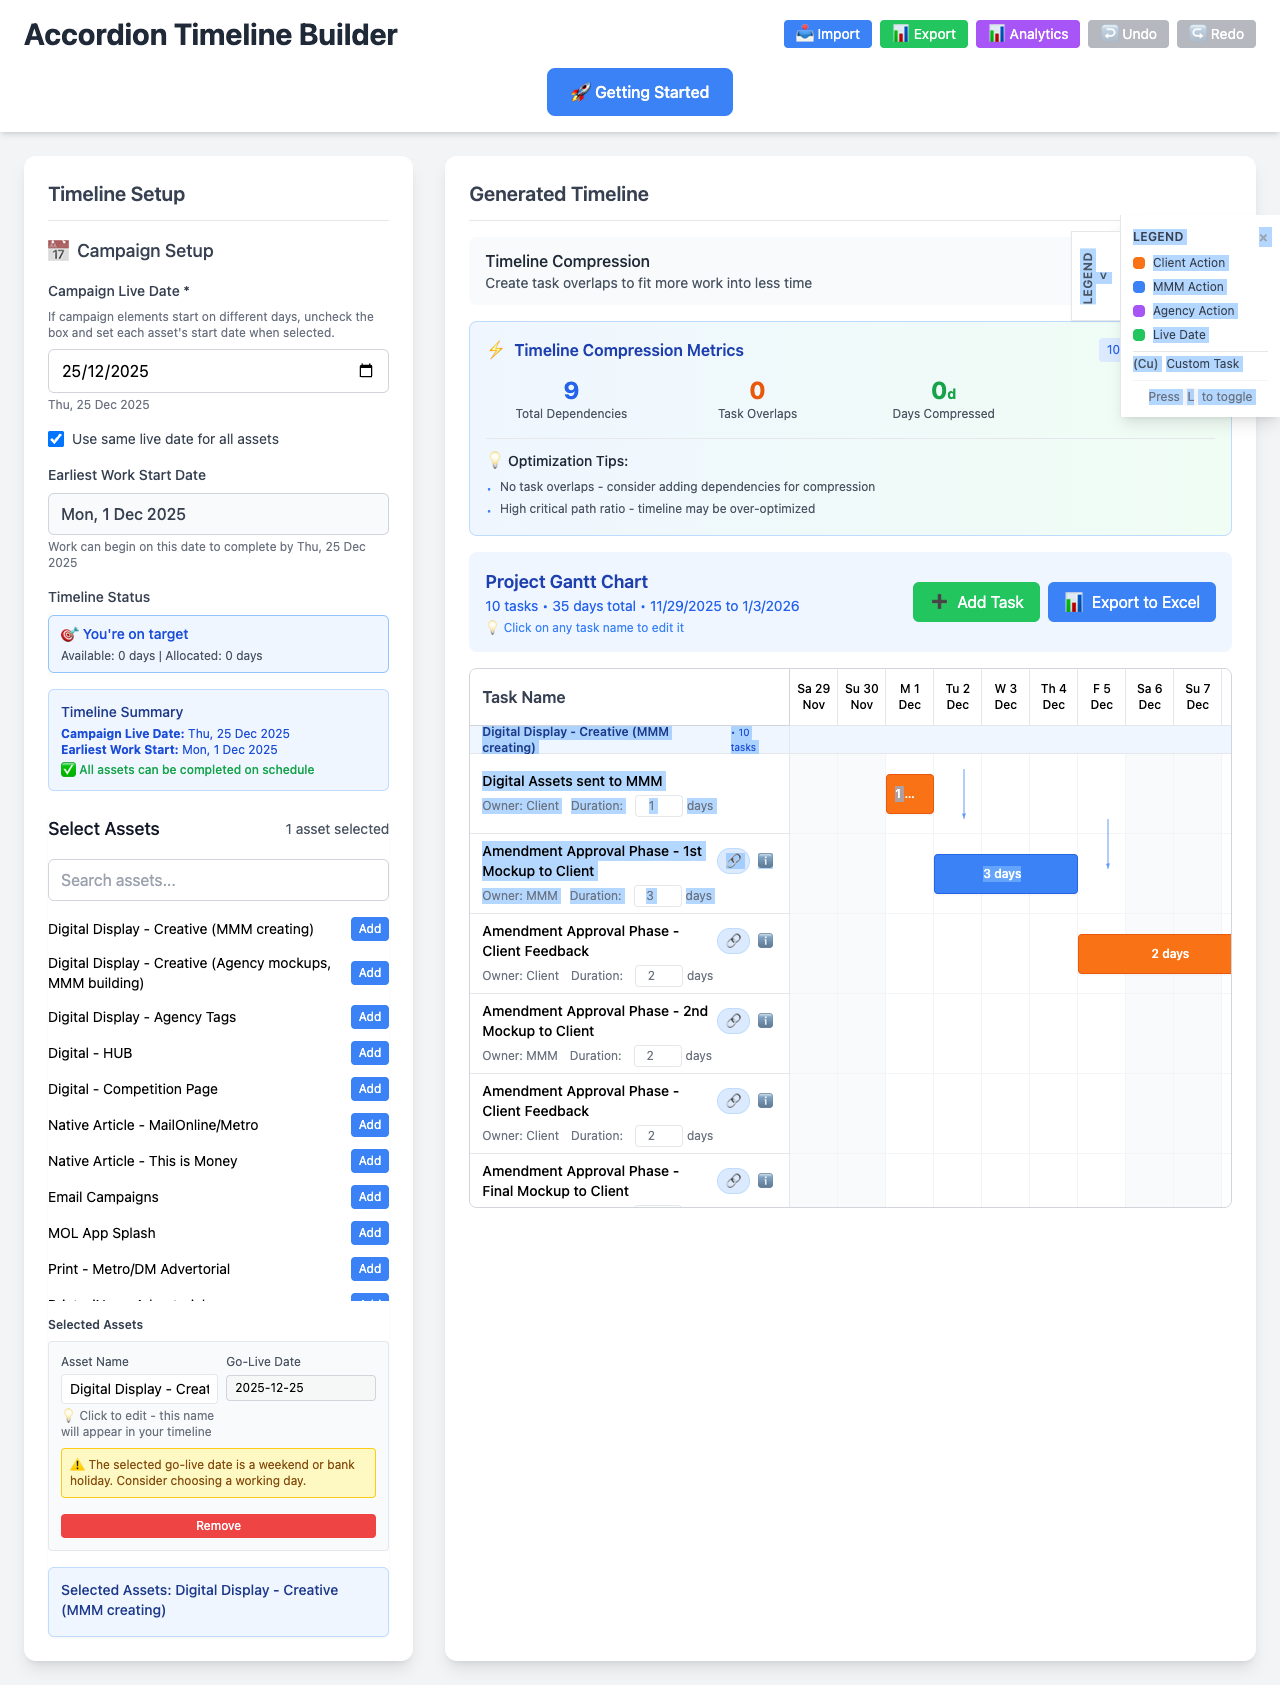 Accordion Timeline Builder
📥 Import
📊 Export
📊 Analytics
↩️ Undo
↪️ Redo
🚀 Getting Started
Timeline Setup
📅 Campaign Setup
Campaign Live Date *
If campaign elements start on different days, uncheck the
box and set each asset's start date when selected.
25/12/2025
Thu, 25 Dec 2025
Use same live date for all assets
Earliest Work Start Date
Mon, 1 Dec 2025
Work can begin on this date to complete by Thu, 25 Dec
2025
Timeline Status
🎯 You're on target
Available: 0 days | Allocated: 0 days
Timeline Summary
Campaign Live Date: Thu, 25 Dec 2025
Earliest Work Start: Mon, 1 Dec 2025
✅ All assets can be completed on schedule
Select Assets
1 asset selected
Search assets...
Digital Display - Creative (MMM creating)
Add
Digital Display - Creative (Agency mockups,
MMM building)
Add
Digital Display - Agency Tags
Add
Digital - HUB
Add
Digital - Competition Page
Add
Native Article - MailOnline/Metro
Add
Native Article - This is Money
Add
Email Campaigns
Add
MOL App Splash
Add
Print - Metro/DM Advertorial
Add
Selected Assets
Asset Name
Go-Live Date
Digital Display - Creat
2025-12-25
💡 Click to edit - this name
will appear in your timeline
⚠️ The selected go-live date is a weekend or bank
holiday. Consider choosing a working day.
Remove
Selected Assets: Digital Display - Creative
(MMM creating)
Generated Timeline
Timeline Compression
Create task overlaps to fit more work into less time
LEGEND
v
LEGEND
×
Client Action
MMM Action
Agency Action
Live Date
(Cu) Custom Task
Press L to toggle
⚡ Timeline Compression Metrics
10
9
Total Dependencies
0
Task Overlaps
0d
Days Compressed
💡 Optimization Tips:
• No task overlaps - consider adding dependencies for compression
• High critical path ratio - timeline may be over-optimized
Project Gantt Chart
10 tasks • 35 days total • 11/29/2025 to 1/3/2026
💡 Click on any task name to edit it
➕ Add Task
📊 Export to Excel
Task Name
Sa 29
Nov
Su 30
Nov
M 1
Dec
Tu 2
Dec
W 3
Dec
Th 4
Dec
F 5
Dec
Sa 6
Dec
Su 7
Dec
Digital Display - Creative (MMM
creating)
• 10
tasks
Digital Assets sent to MMM
Owner: Client Duration: 1 days
1 ...
Amendment Approval Phase - 1st
Mockup to Client
Owner: MMM Duration: 3 days
3 days
Amendment Approval Phase -
Client Feedback
Owner: Client Duration: 2 days
2 days
Amendment Approval Phase - 2nd
Mockup to Client
Owner: MMM Duration: 2 days
Amendment Approval Phase -
Client Feedback
Owner: Client Duration: 2 days
Amendment Approval Phase -
Final Mockup to Client